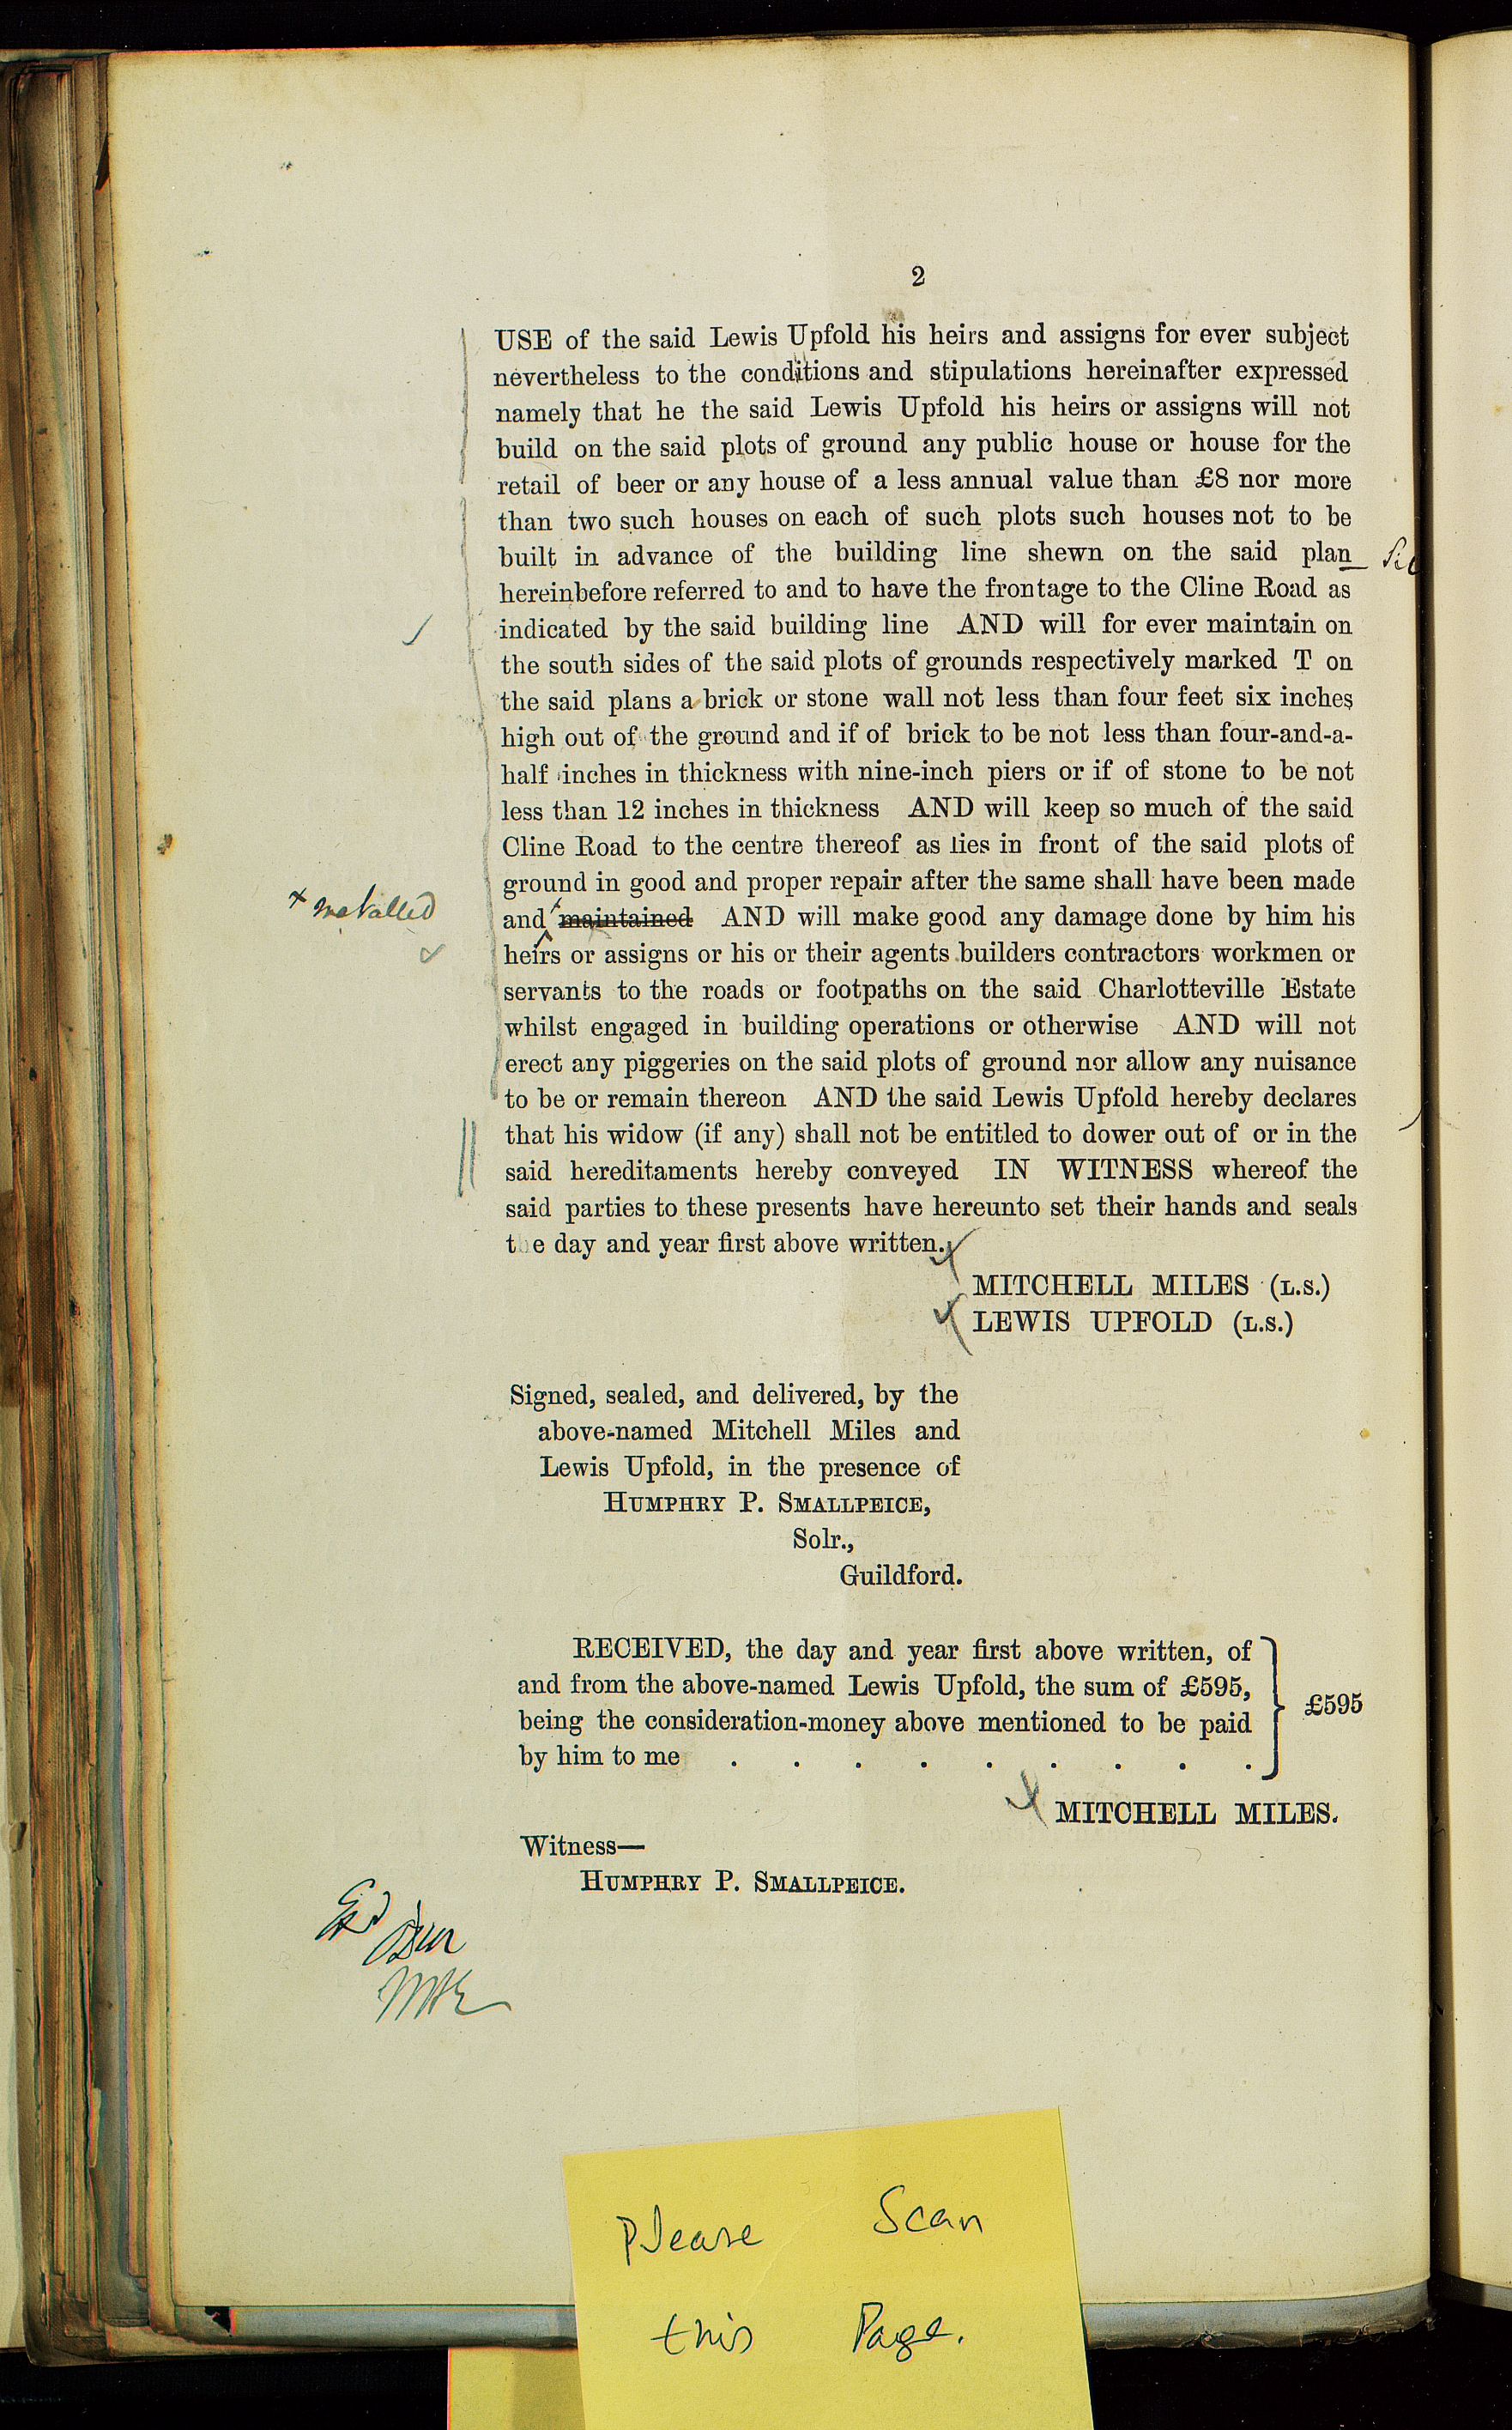 2
USE of the said Lewis Upfold his heirs and assigns for ever subject
nevertheless to the conditions and stipulations hereinafter expressed
namely that he the said Lewis Upfold his heirs or assigns will not
build on the said plots of ground any public house or house for the
retail of beer or any house of a less annual value than £8 nor more
than two such houses on each of such plots such houses not to be
built in advance of the building line shewn on the said plan
hereinbefore referred to and to have the frontage to the Cline Road as
indicated by the said building line AND will for ever maintain on
the south sides of the said plots of grounds respectively marked T on
the said plans a brick or stone wall not less than four feet six inches
high out of the ground and if of brick to be not less than four-and-a-
half inches in thickness with nine-inch piers or if of stone to be not
less than 12 inches in thickness AND will keep so much of the said
Cline Road to the centre thereof as lies in front of the said plots of
ground in good and proper repair after the same shall have been made
x metalled
and maintained AND will make good any damage done by him his
heirs or assigns or his or their agents builders contractors workmen or
servants to the roads or footpaths on the said Charlotteville Estate
whilst engaged in building operations or otherwise AND will not
erect any piggeries on the said plots of ground nor allow any nuisance
to be or remain thereon AND the said Lewis Upfold hereby declares
that his widow (if any) shall not be entitled to dower out of or in the
said hereditaments hereby conveyed IN WITNESS whereof the
said parties to these presents have hereunto set their hands and seals
t e day and year first above written.
MITCHELL MILES (L.S.)
LEWIS UPFOLD (L.S.)
Signed, sealed, and delivered, by the
above-named Mitchell Miles and
Lewis Upfold, in the presence of
HUMPHRY P. SMALLPEICE,
Solr.,
Guildford.
RECEIVED, the day and year first above written, of
and from the above-named Lewis Upfold, the sum of £595,
being the consideration-money above mentioned to be paid
by him to me . . . . . . . . .
£595
MITCHELL MILES.
Witness—
HUMPHRY P. SMALLPEICE.
Please Scan
this Page.